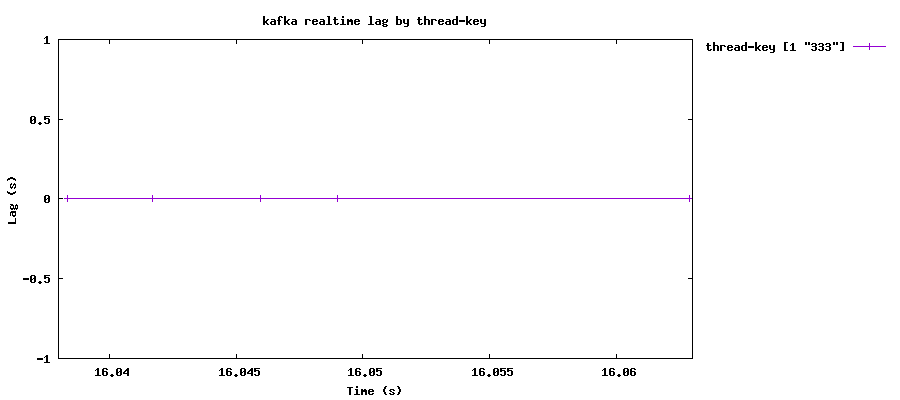 kafka realtime lag by thread-key
thread-key [1 "333"]
1
0.5
0
-0.5
-1
Lag (s)
16.04 16.045 16.05 16.055 16.06
Time (s)